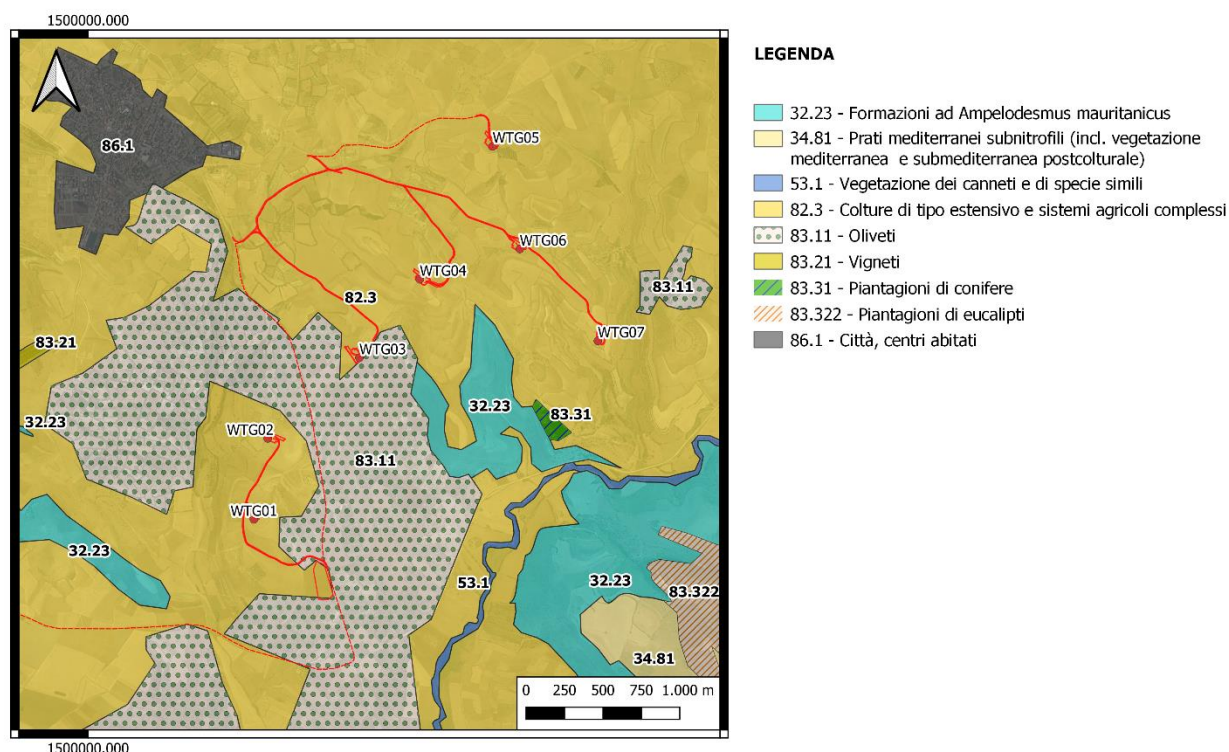 1500000.000
86.1
WTG05
WTG06
WTG04
83.11
82.3
WTG07
83.21
WTG03
32.23
83.31
32.23
WTG02
83.11
WTG01
32.23
53.1
32.23
83.322
34.81
0 250 500 750 1.000 m
1500000.000
LEGENDA
32.23 - Formazioni ad Ampelodesmus mauritanicus
34.81 - Prati mediterranei subnitrofili (incl. vegetazione
mediterranea e submediterranea postcolturale)
53.1 - Vegetazione dei canneti e di specie simili
82.3 - Colture di tipo estensivo e sistemi agricoli complessi
83.11 - Oliveti
83.21 - Vigneti
83.31 - Piantagioni di conifere
83.322 - Piantagioni di eucalipti
86.1 - Città, centri abitati